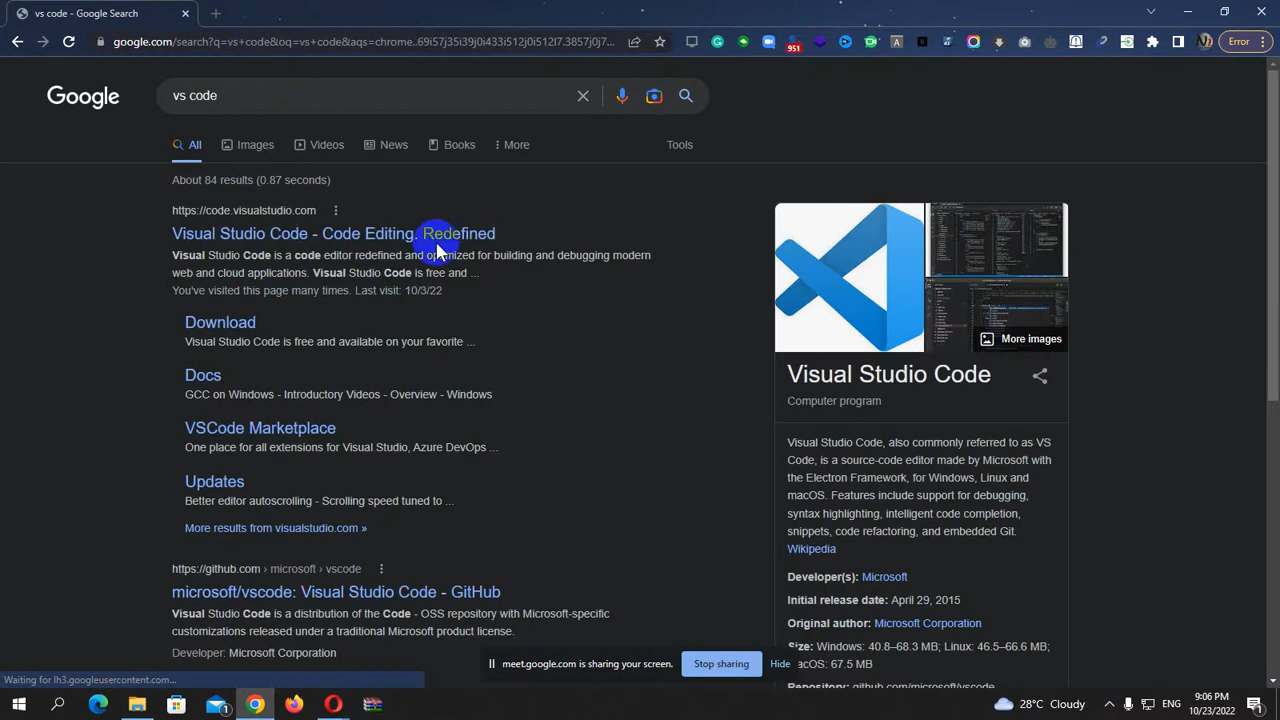 vs code - Google Search
google.com/search?q=vs+code&oq=vs+code&aqs=chrome..69i57j35i39j0i433i512j0i512l7.3857j0j7...
951
Error
Google
vs code
All
Images
Videos
News
Books
More
Tools
About 84 results (0.87 seconds)
https://code.visualstudio.com
Visual Studio Code - Code Editing. Redefined
Visual Studio Code is a code editor redefined and optimized for building and debugging modern
web and cloud applications. Visual Studio Code is free and ...
visit: 10/3/22
Download
Visual Studio Code is free and available on your favorite ...
Docs
GCC on Windows - Introductory Videos - Overview - Windows
VSCode Marketplace
One place for all extensions for Visual Studio, Azure DevOps ...
Updates
Better editor autoscrolling - Scrolling speed tuned to ...
More results from visualstudio.com »
https://github.com › microsoft › vscode
microsoft/vscode: Visual Studio Code - GitHub
Visual Studio Code is a distribution of the Code - OSS repository with Microsoft-specific
customizations released under a traditional Microsoft product license.
Developer: Microsoft Corporation
More images
Visual Studio Code
Computer program
Visual Studio Code, also commonly referred to as VS
Code, is a source-code editor made by Microsoft with
the Electron Framework, for Windows, Linux and
macOS. Features include support for debugging,
syntax highlighting, intelligent code completion,
snippets, code refactoring, and embedded Git.
Wikipedia
Developer(s): Microsoft
Initial release date: April 29, 2015
Original author: Microsoft Corporation
Size: Windows: 40.8–68.3 MB; Linux: 46.5–66.6 MB;
macOS: 67.5 MB
Repository: github.com/microsoft/vscode
meet.google.com is sharing your screen.
Stop sharing
Hide
Waiting for lh3.googleusercontent.com...
1
28°C Cloudy
ENG
9:06 PM
10/23/2022
1